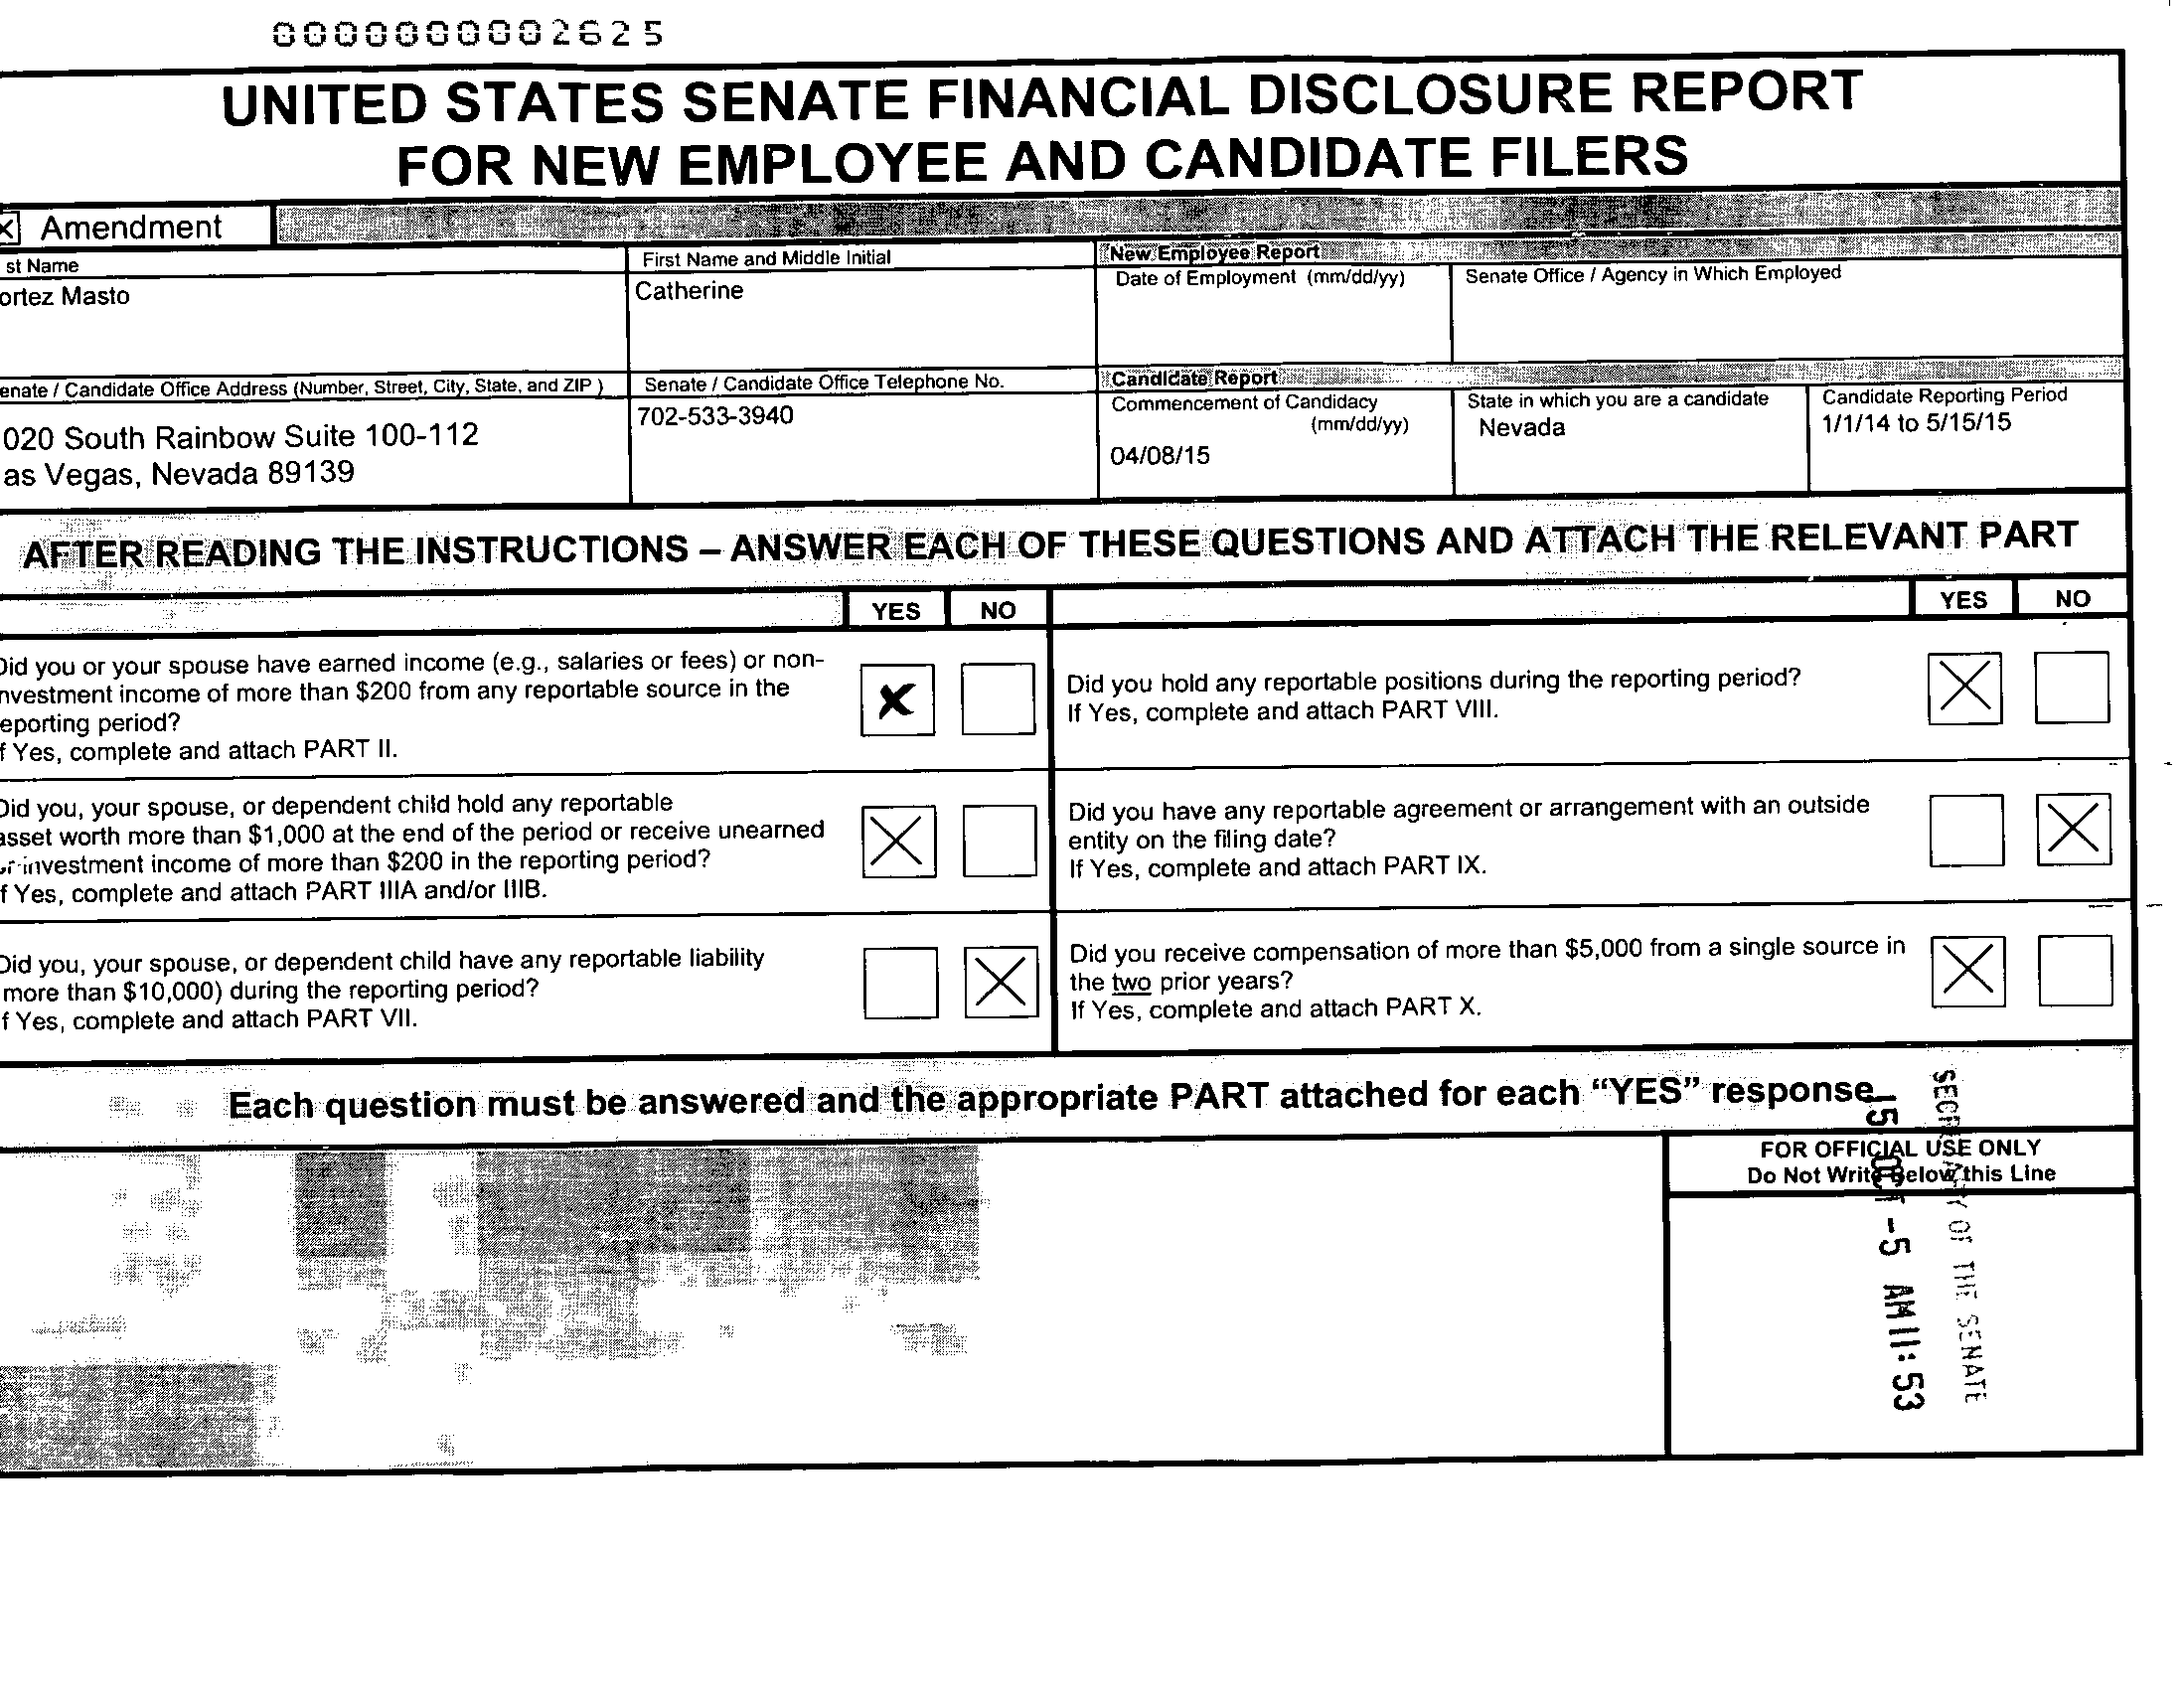 0000000002625
UNITED STATES SENATE FINANCIAL DISCLOSURE REPORT
FOR NEW EMPLOYEE AND CANDIDATE FILERS
Amendment
st Name
ortez Masto
First Name and Middle Initial
Catherine
New Employee Report
Date of Employment (mm/dd/yy)
Senate Office / Agency in Which Employed
enate / Candidate Office Address (Number, Street, City, State, and ZIP )
020 South Rainbow Suite 100-112
as Vegas, Nevada 89139
Senate / Candidate Office Telephone No.
702-533-3940
Candidate Report
Commencement of Candidacy
(mm/dd/yy)
04/08/15
State in which you are a candidate
Nevada
Candidate Reporting Period
1/1/14 to 5/15/15
AFTER READING THE INSTRUCTIONS – ANSWER EACH OF THESE QUESTIONS AND ATTACH THE RELEVANT PART
YES NO
YES NO
Did you or your spouse have earned income (e.g., salaries or fees) or non-
nvestment income of more than $200 from any reportable source in the
eporting period?
f Yes, complete and attach PART II.
Did you hold any reportable positions during the reporting period?
If Yes, complete and attach PART VIII.
Did you, your spouse, or dependent child hold any reportable
asset worth more than $1,000 at the end of the period or receive unearned
or investment income of more than $200 in the reporting period?
f Yes, complete and attach PART IIIA and/or IIIB.
Did you have any reportable agreement or arrangement with an outside
entity on the filing date?
If Yes, complete and attach PART IX.
Did you, your spouse, or dependent child have any reportable liability
more than $10,000) during the reporting period?
f Yes, complete and attach PART VII.
Did you receive compensation of more than $5,000 from a single source in
the two prior years?
If Yes, complete and attach PART X.
Each question must be answered and the appropriate PART attached for each “YES” response
FOR OFFICIAL USE ONLY
Do Not Write Below this Line
SECRETARY OF THE SENATE
15 OCT -5 AM 11:53